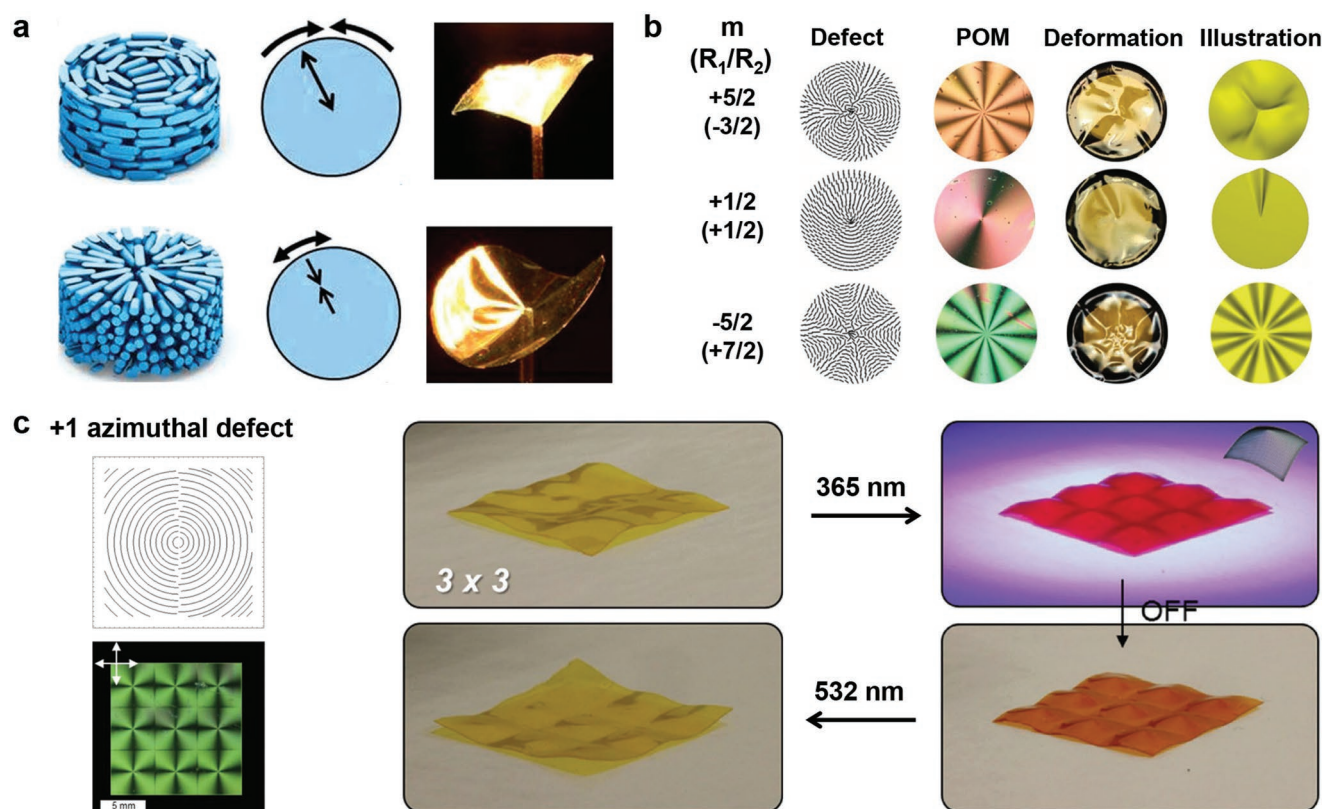 a
b
m
(R1/R2)
Defect
POM
Deformation
Illustration
+5/2
(-3/2)
+1/2
(+1/2)
-5/2
(+7/2)
c
+1 azimuthal defect
3 x 3
365 nm
OFF
532 nm
5 mm